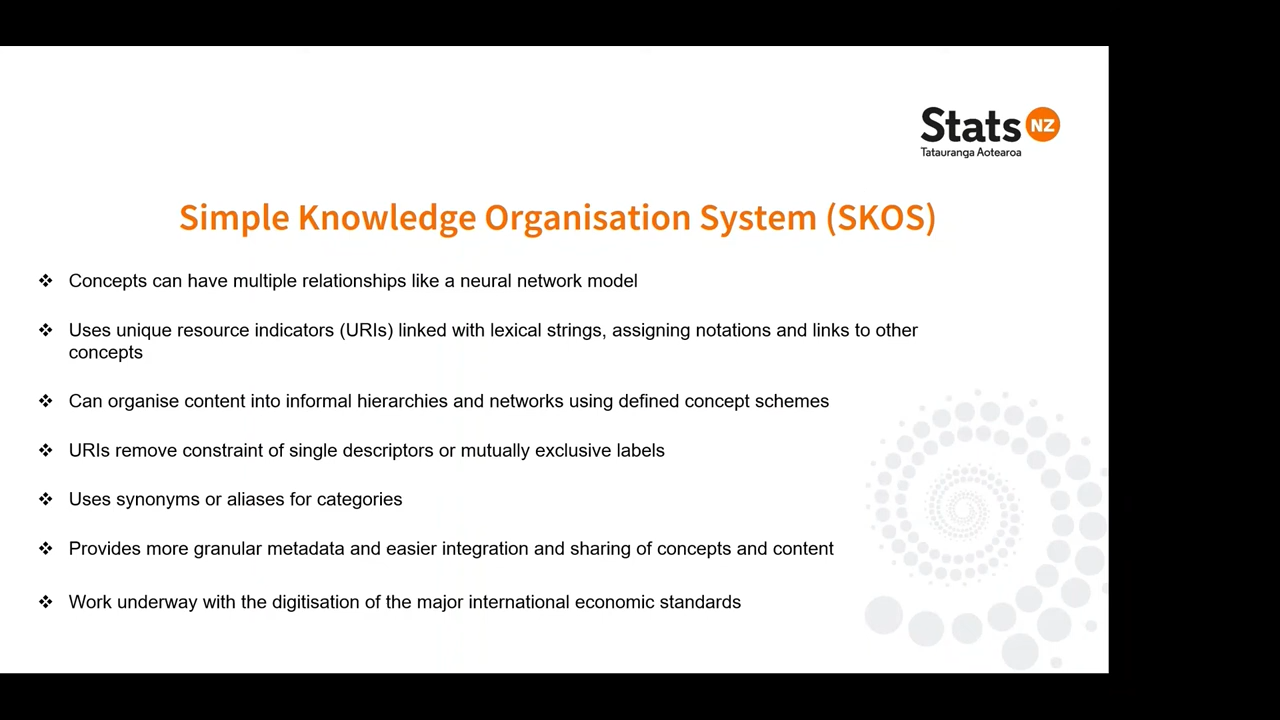 Stats NZ
Tatauranga Aotearoa
Simple Knowledge Organisation System (SKOS)
❖ Concepts can have multiple relationships like a neural network model
❖ Uses unique resource indicators (URIs) linked with lexical strings, assigning notations and links to other
concepts
❖ Can organise content into informal hierarchies and networks using defined concept schemes
❖ URIs remove constraint of single descriptors or mutually exclusive labels
❖ Uses synonyms or aliases for categories
❖ Provides more granular metadata and easier integration and sharing of concepts and content
❖ Work underway with the digitisation of the major international economic standards